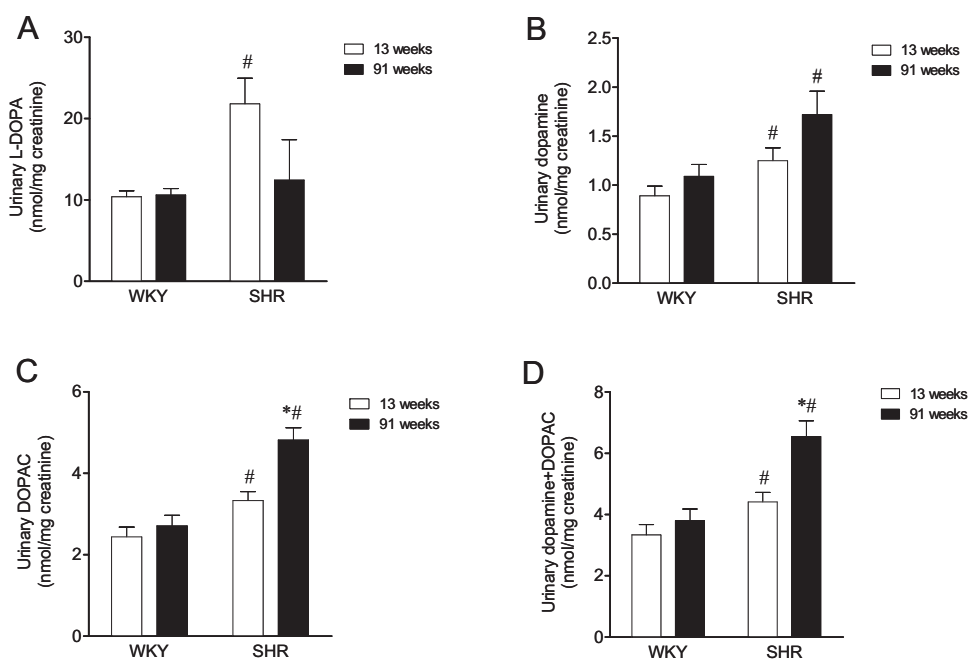 A
Urinary L-DOPA
(nmol/mg creatinine)
30
20
10
0
#
13 weeks
91 weeks
WKY
SHR
B
Urinary dopamine
(nmol/mg creatinine)
2.5
2.0
1.5
1.0
0.5
0.0
#
#
13 weeks
91 weeks
WKY
SHR
C
Urinary DOPAC
(nmol/mg creatinine)
6
4
2
0
#
*#
13 weeks
91 weeks
WKY
SHR
D
Urinary dopamine+DOPAC
(nmol/mg creatinine)
8
6
4
2
0
#
*#
13 weeks
91 weeks
WKY
SHR